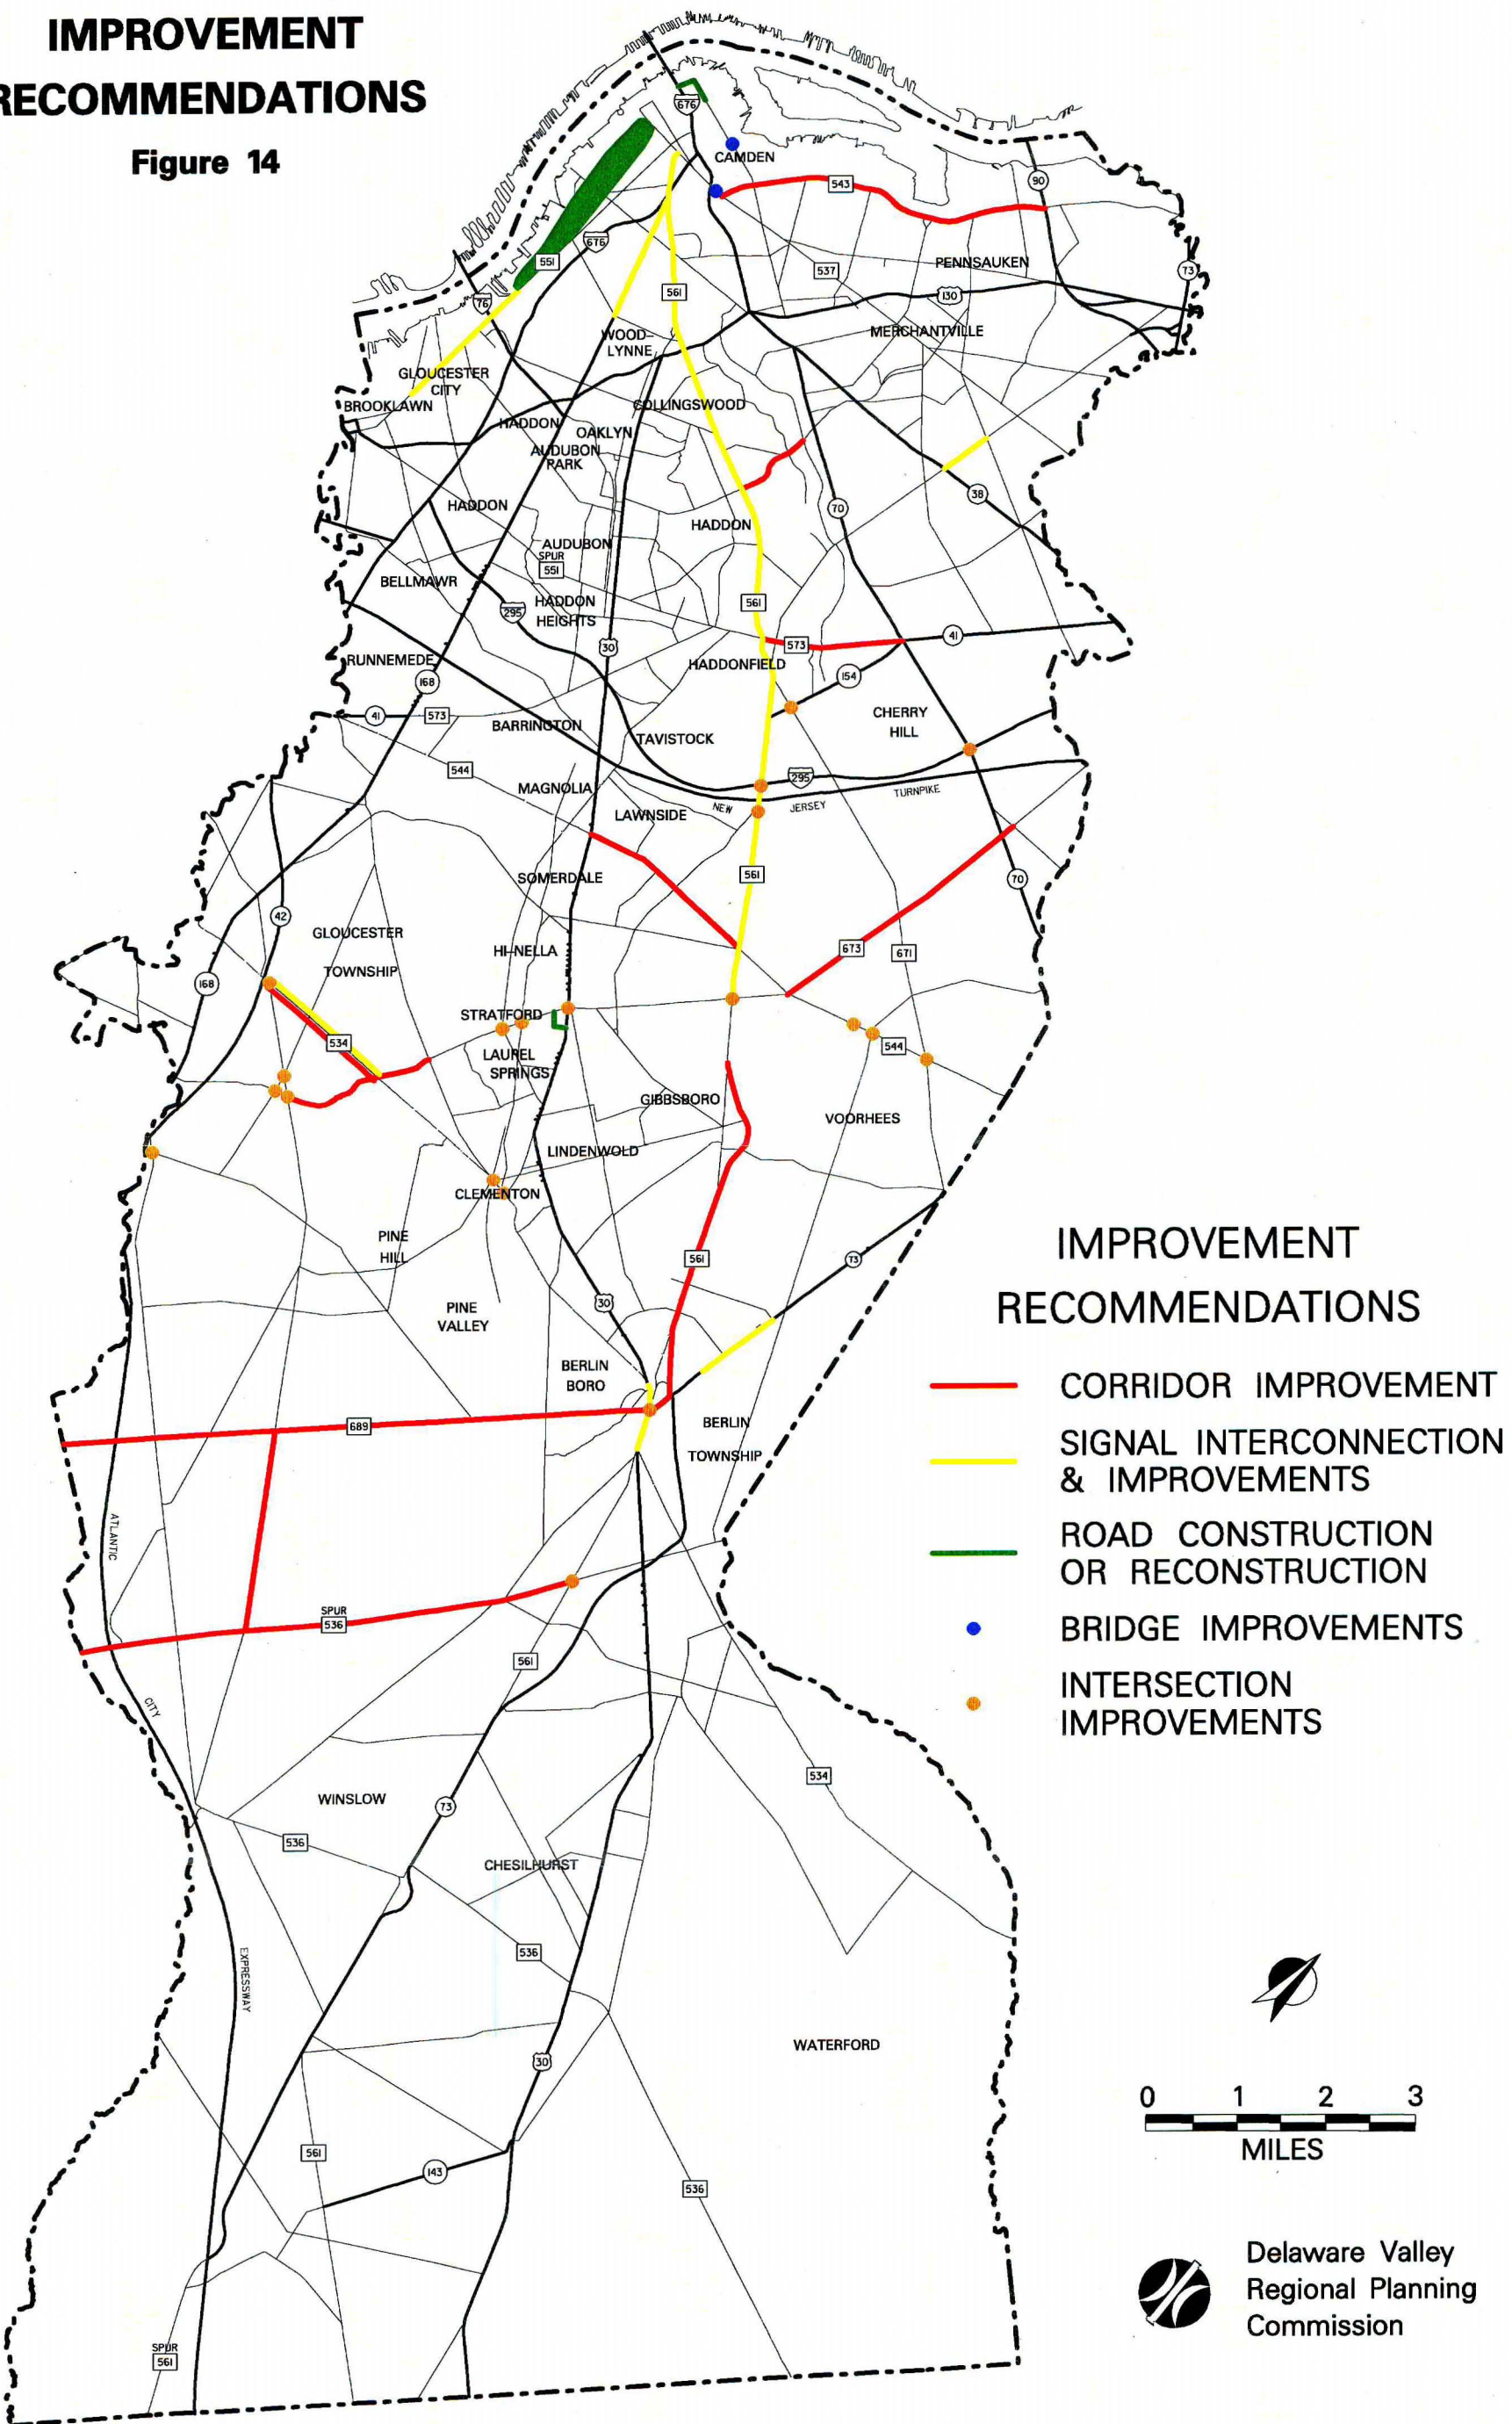 IMPROVEMENT
RECOMMENDATIONS
Figure 14
676
CAMDEN
543
90
551
676
561
537
PENNSAUKEN
73
76
130
WOOD-
LYNNE
MERCHANTVILLE
GLOUCESTER
CITY
BROOKLAWN
COLLINGSWOOD
HADDON
OAKLYN
AUDUBON
PARK
38
HADDON
70
HADDON
AUDUBON
SPUR
551
BELLMAWR
295
HADDON
HEIGHTS
561
30
573
41
RUNNEMEDE
HADDONFIELD
168
154
41
573
BARRINGTON
TAVISTOCK
CHERRY
HILL
544
MAGNOLIA
295
NEW JERSEY TURNPIKE
LAWNSIDE
SOMERDALE
561
70
42
GLOUCESTER
TOWNSHIP
HI-NELLA
673
671
168
STRATFORD
534
LAUREL
SPRINGS
544
GIBBSBORO
VOORHEES
LINDENWOLD
CLEMENTON
PINE
HILL
561
73
30
PINE
VALLEY
BERLIN
BORO
689
BERLIN
TOWNSHIP
ATLANTIC
SPUR
536
561
CITY
534
WINSLOW
73
536
CHESILHURST
536
EXPRESSWAY
WATERFORD
30
561
143
536
SPUR
561
IMPROVEMENT
RECOMMENDATIONS
CORRIDOR IMPROVEMENT
SIGNAL INTERCONNECTION
& IMPROVEMENTS
ROAD CONSTRUCTION
OR RECONSTRUCTION
BRIDGE IMPROVEMENTS
INTERSECTION
IMPROVEMENTS
0 1 2 3
MILES
Delaware Valley
Regional Planning
Commission